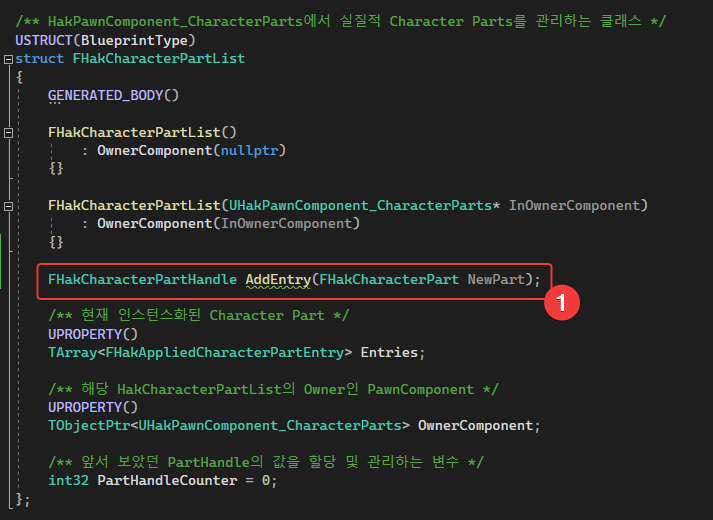 /** HakPawnComponent_CharacterParts에서 실질적 Character Parts를 관리하는 클래스 */
USTRUCT(BlueprintType)
struct FHakCharacterPartList
{
GENERATED_BODY()
FHakCharacterPartList()
: OwnerComponent(nullptr)
{}
FHakCharacterPartList(UHakPawnComponent_CharacterParts* InOwnerComponent)
: OwnerComponent(InOwnerComponent)
{}
FHakCharacterPartHandle AddEntry(FHakCharacterPart NewPart);
1
/** 현재 인스턴스화된 Character Part */
UPROPERTY()
TArray<FHakAppliedCharacterPartEntry> Entries;
/** 해당 HakCharacterPartList의 Owner인 PawnComponent */
UPROPERTY()
TObjectPtr<UHakPawnComponent_CharacterParts> OwnerComponent;
/** 앞서 보았던 PartHandle의 값을 할당 및 관리하는 변수 */
int32 PartHandleCounter = 0;
};